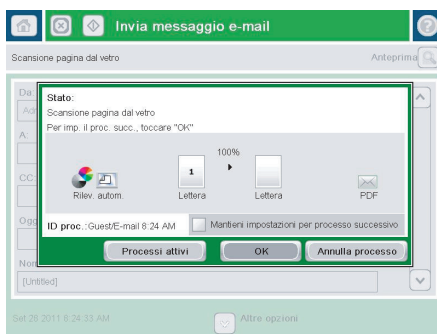 Invia messaggio e-mail
Scansione pagina dal vetro
Anteprima
Da:
Stato:
Scansione pagina dal vetro
Per imp. il proc. succ., toccare "OK"
A:
100%
1
CC:
Rilev. autom.
Lettera
Lettera
PDF
Ogg
ID proc.:Guest/E-mail 8:24 AM
Mantieni impostazioni per processo successivo
Processi attivi
OK
Annulla processo
Nom
[Untitled]
Set 26 2011 8:24:33 AM
Altre opzioni